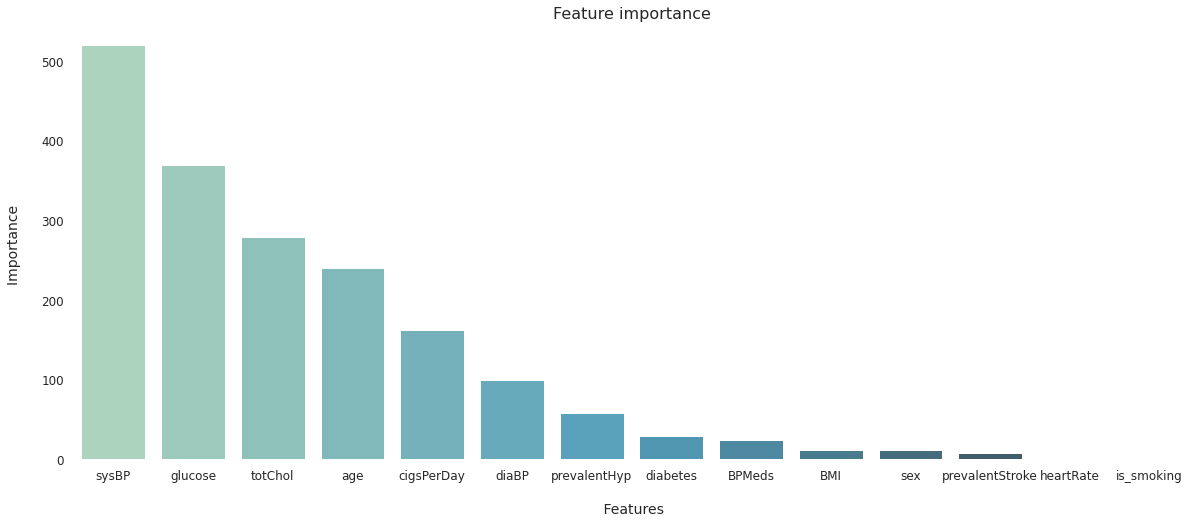 Feature importance
Importance
500
400
300
200
100
0
sysBP glucose totChol age cigsPerDay diaBP prevalentHyp diabetes BPMeds BMI sex prevalentStroke heartRate is_smoking
Features